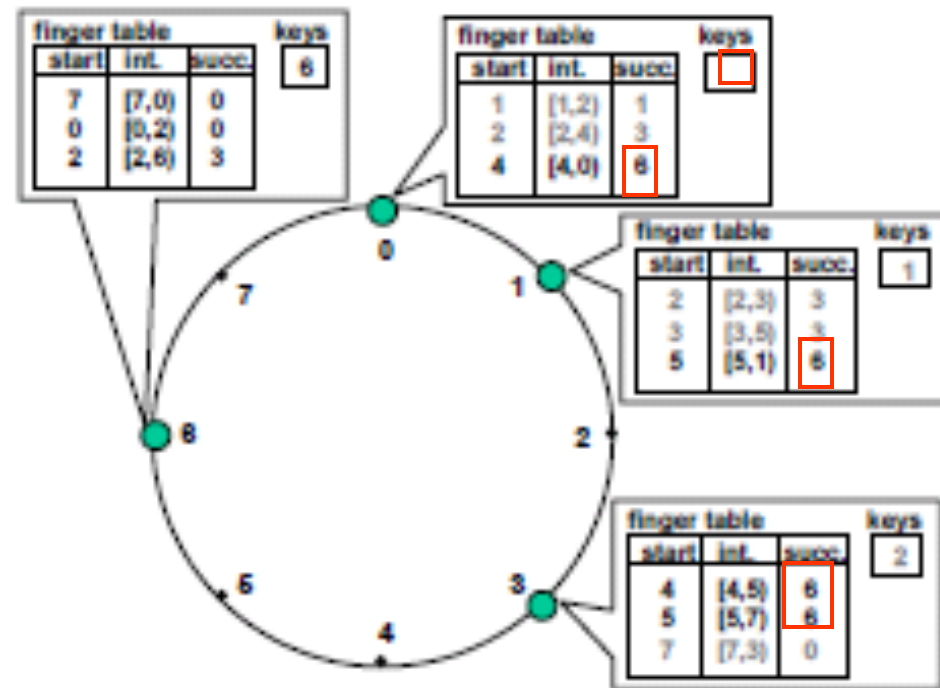 finger table keys
start int. succ. 6
7 [7,0) 0
0 [0,2) 0
2 [2,6) 3
finger table keys
start int. succ.
1 [1,2) 1
2 [2,4) 3
4 [4,0) 6
finger table keys
start int. succ. 1
2 [2,3) 3
3 [3,5) 3
5 [5,1) 6
finger table keys
start int. succ. 2
4 [4,5) 6
5 [5,7) 6
7 [7,3) 0
0
1
2
3
4
5
6
7